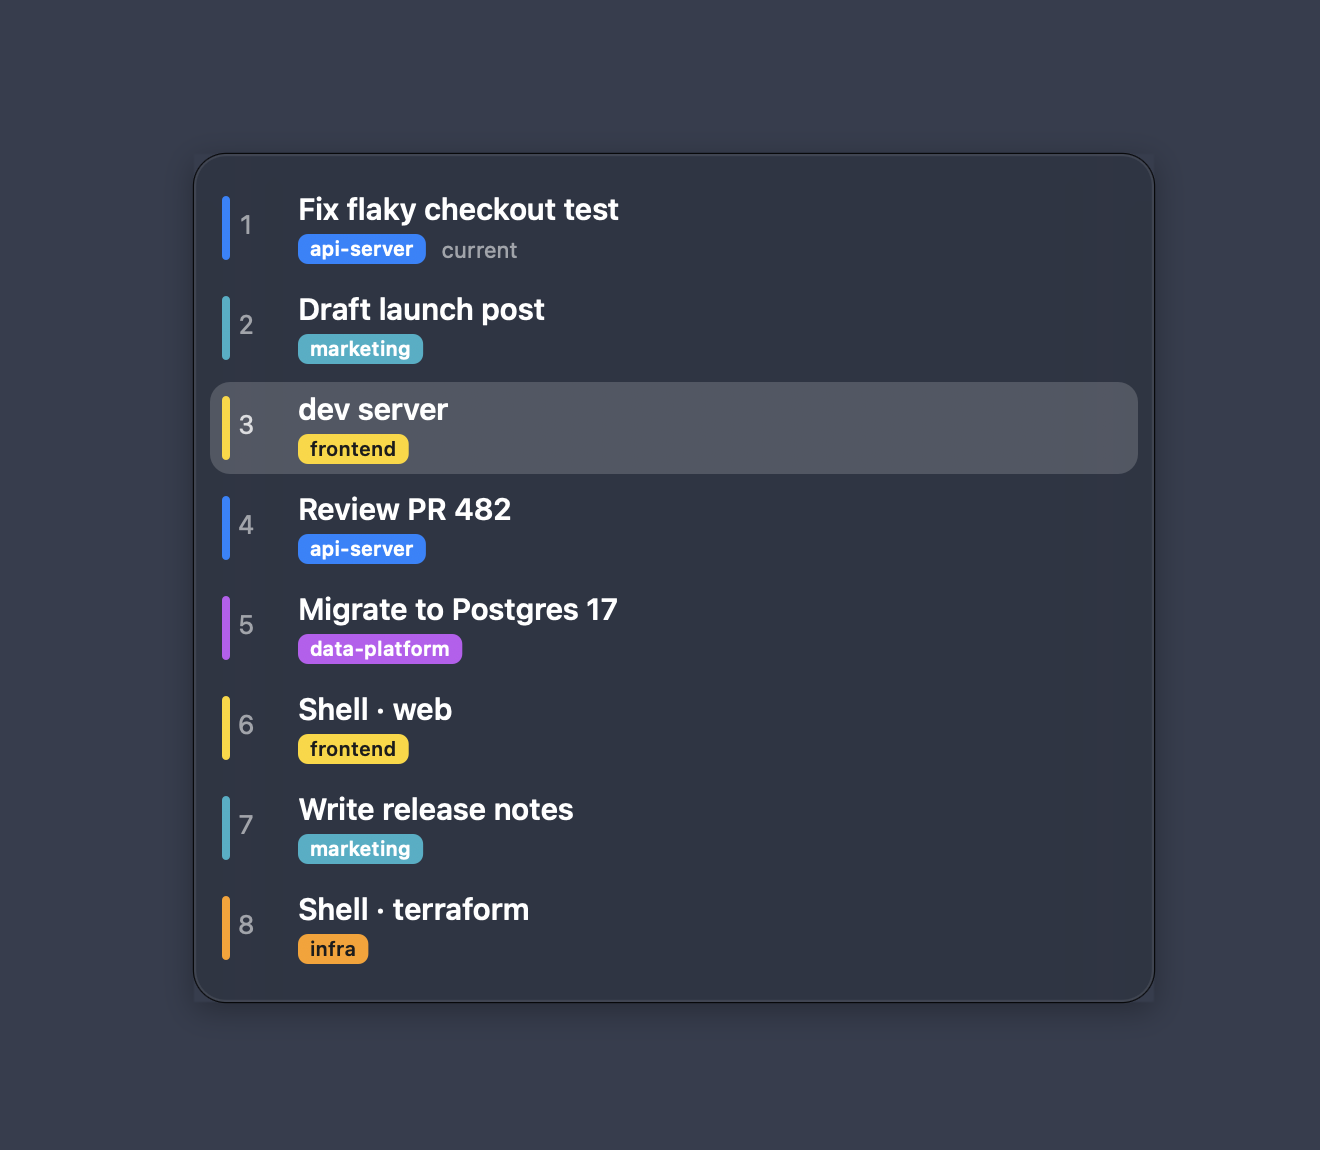 1 Fix flaky checkout test
api-server current
2 Draft launch post
marketing
3 dev server
frontend
4 Review PR 482
api-server
5 Migrate to Postgres 17
data-platform
6 Shell · web
frontend
7 Write release notes
marketing
8 Shell · terraform
infra